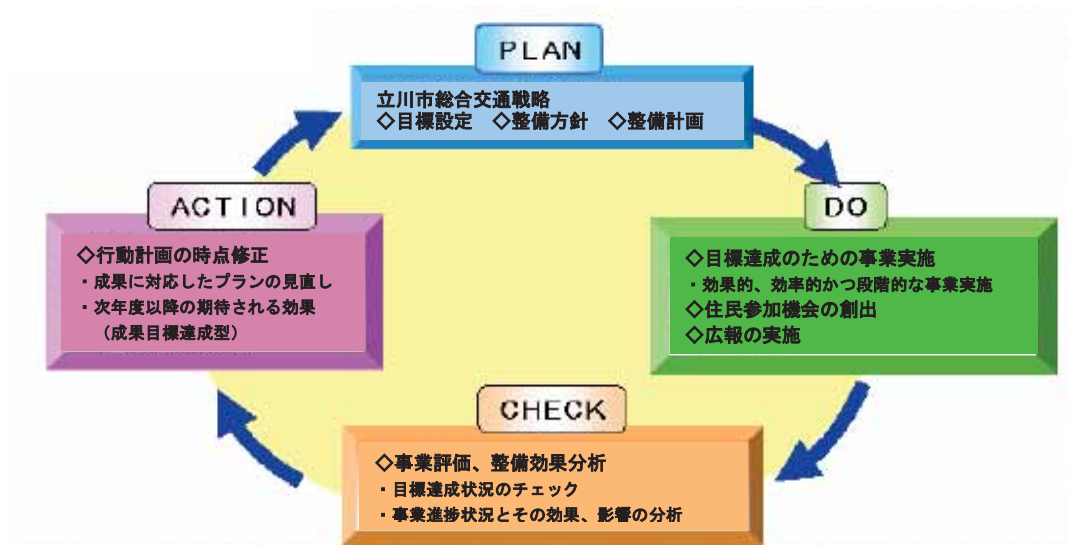 PLAN
立川市総合交通戦略
◇目標設定 ◇整備方針 ◇整備計画
DO
◇目標達成のための事業実施
・効果的、効率的かつ段階的な事業実施
◇住民参加機会の創出
◇広報の実施
CHECK
◇事業評価、整備効果分析
・目標達成状況のチェック
・事業進捗状況とその効果、影響の分析
ACTION
◇行動計画の時点修正
・成果に対応したプランの見直し
・次年度以降の期待される効果
（成果目標達成型）